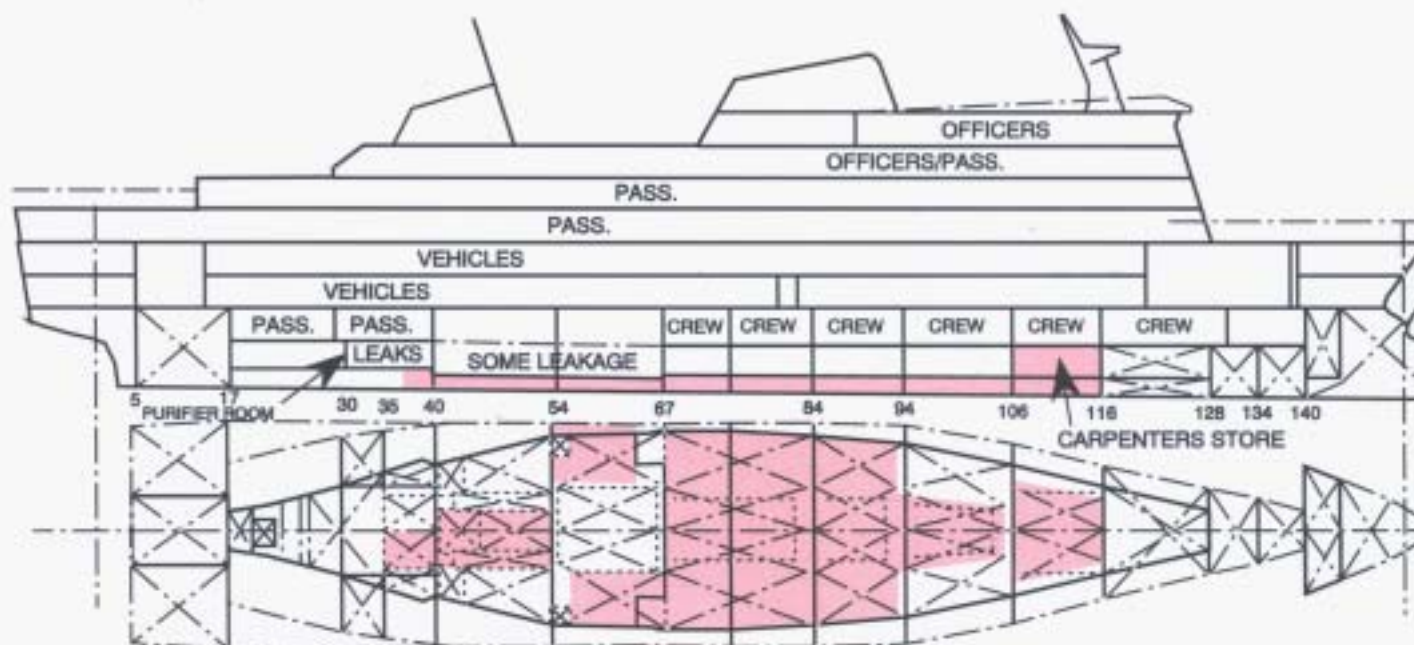 OFFICERS
OFFICERS/PASS.
PASS.
PASS.
VEHICLES
VEHICLES
PASS. PASS. CREW CREW CREW CREW CREW CREW
LEAKS SOME LEAKAGE
5 17 30 35 40 54 67 84 94 106 116 128 134 140
PURIFIER ROOM
CARPENTERS STORE